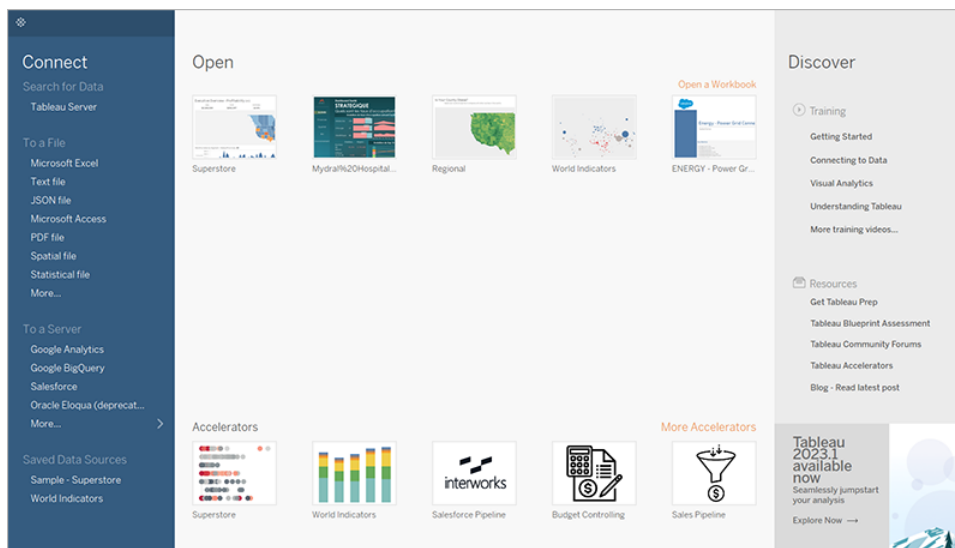 Connect
Search for Data
Tableau Server
To a File
Microsoft Excel
Text file
JSON file
Microsoft Access
PDF file
Spatial file
Statistical file
More...
To a Server
Google Analytics
Google BigQuery
Salesforce
Oracle Eloqua (deprecat...
More...
Saved Data Sources
Sample - Superstore
World Indicators
Open
Open a Workbook
STRATEGIQUE
Energy - Power Grid
Superstore
Mydral%20Hospital...
Regional
World Indicators
ENERGY - Power Gr...
Accelerators
More Accelerators
interworks
Superstore
World Indicators
Salesforce Pipeline
Budget Controlling
Sales Pipeline
Discover
Training
Getting Started
Connecting to Data
Visual Analytics
Understanding Tableau
More training videos...
Resources
Get Tableau Prep
Tableau Blueprint Assessment
Tableau Community Forums
Tableau Accelerators
Blog - Read latest post
Tableau
2023.1
available
now
Seamlessly jumpstart
your analysis
Explore Now →